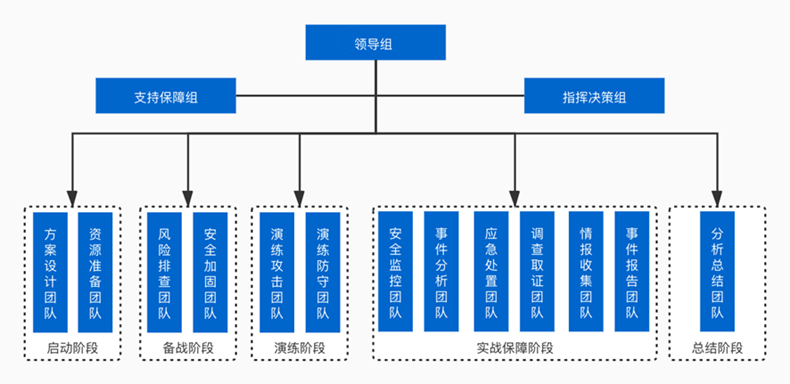 领导组
支持保障组
指挥决策组
方案设计团队
资源准备团队
启动阶段
风险排查团队
安全加固团队
备战阶段
演练攻击团队
演练防守团队
演练阶段
安全监控团队
事件分析团队
应急处置团队
调查取证团队
情报收集团队
事件报告团队
实战保障阶段
分析总结团队
总结阶段